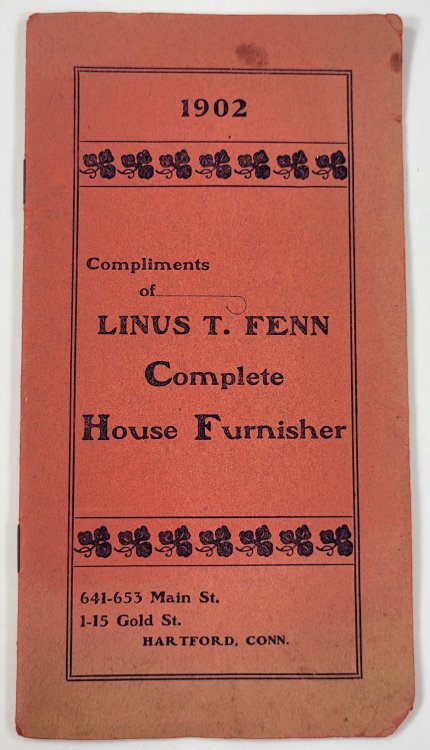 1902
Compliments
of
LINUS T. FENN
Complete
House Furnisher
641-653 Main St.
1-15 Gold St.
HARTFORD, CONN.